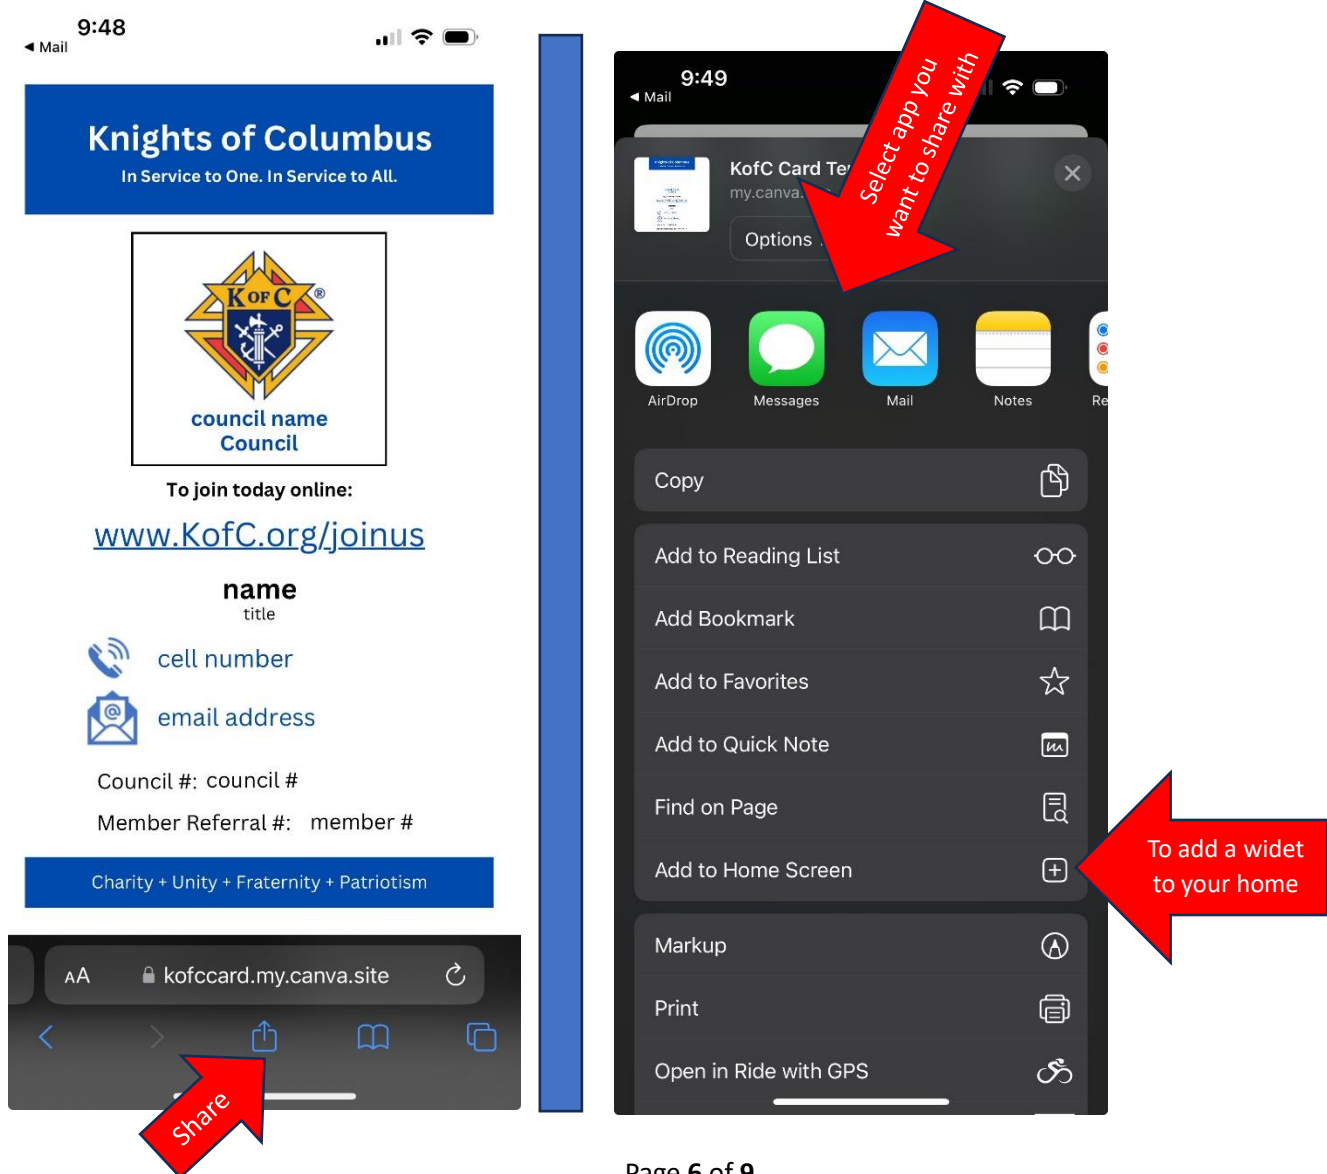 9:48
Mail
Knights of Columbus
In Service to One. In Service to All.
K OF C ®
council name
Council
To join today online:
www.KofC.org/joinus
name
title
cell number
email address
Council #: council #
Member Referral #: member #
Charity + Unity + Fraternity + Patriotism
AA kofccard.my.canva.site
Share
9:49
Mail
Select app you
want to share with
KofC Card
my.canva.
Options
AirDrop Messages Mail Notes
Copy
Add to Reading List
Add Bookmark
Add to Favorites
Add to Quick Note
Find on Page
Add to Home Screen
To add a widet
to your home
Markup
Print
Open in Ride with GPS
Page 6 of 9